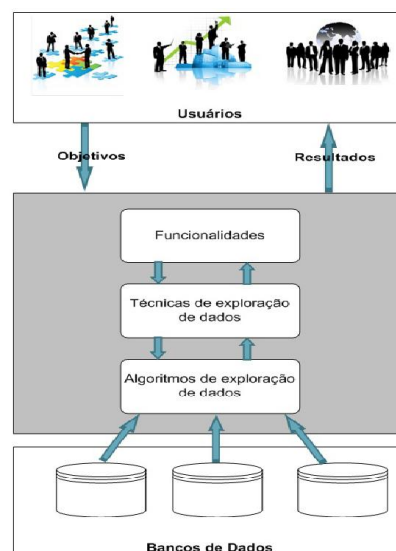 Usuários
Objetivos
Resultados
Funcionalidades
Técnicas de exploração
de dados
Algoritmos de exploração
de dados
Bancos de Dados